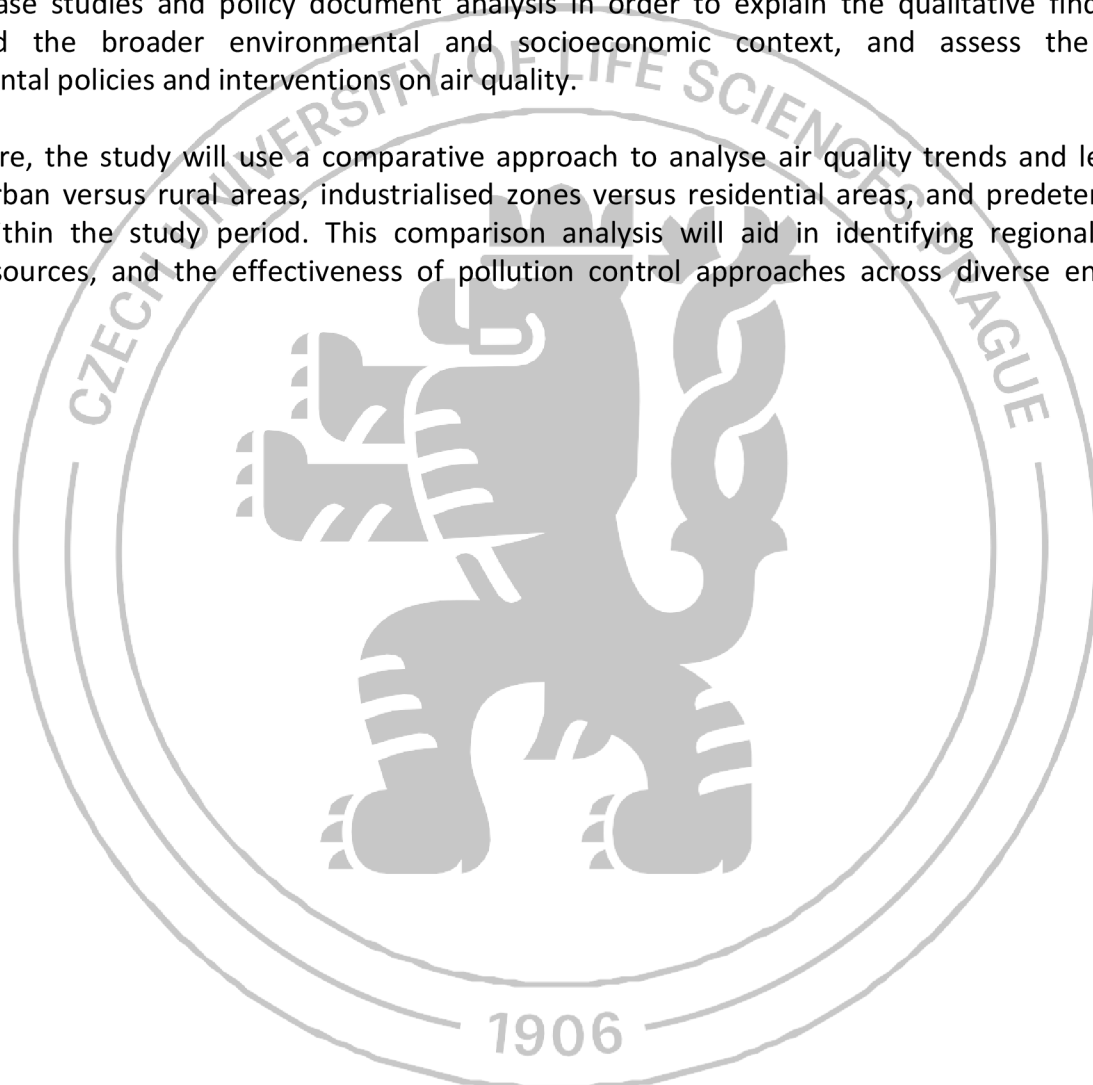 ase studies and policy document analysis in order to explain the qualitative find
d the broader environmental and socioeconomic context, and assess the
ntal policies and interventions on air quality.
re, the study will use a comparative approach to analyse air quality trends and le
rban versus rural areas, industrialised zones versus residential areas, and predeter
ithin the study period. This comparison analysis will aid in identifying regional
sources, and the effectiveness of pollution control approaches across diverse en
CZECH UNIVERSITY OF LIFE SCIENCES PRAGUE
1906